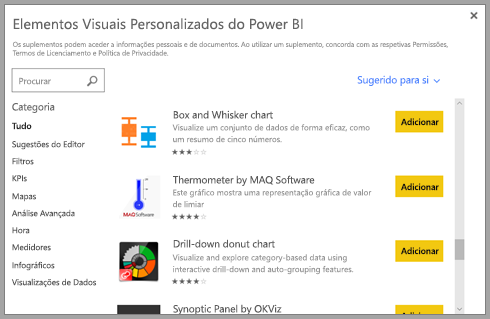 Elementos Visuais Personalizados do Power BI
Os suplementos podem aceder a informações pessoais e de documentos. Ao utilizar um suplemento, concorda com as respetivas Permissões,
Termos de Licenciamento e Política de Privacidade.
Procurar
Sugerido para si
Categoria
Tudo
Sugestões do Editor
Filtros
KPIs
Mapas
Análise Avançada
Hora
Medidores
Infográficos
Visualizações de Dados
Box and Whisker chart
Visualize um conjunto de dados de forma eficaz, como
um resumo de cinco números.
Adicionar
MAQSoftware
Thermometer by MAQ Software
Este gráfico mostra uma representação gráfica de valor
de limiar
Adicionar
Drill-down donut chart
Visualize and explore category-based data using
interactive drill-down and auto-grouping features.
Adicionar
Synoptic Panel by OKViz
Adicionar